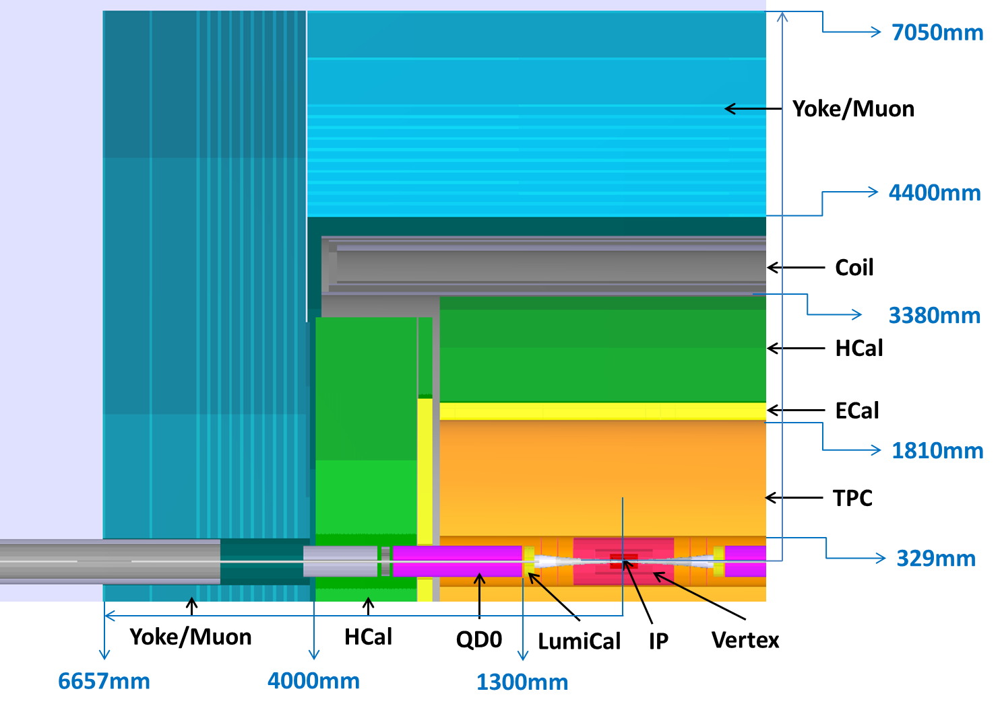 7050mm
Yoke/Muon
4400mm
Coil
3380mm
HCal
ECal
1810mm
TPC
329mm
Yoke/Muon
HCal
QD0
LumiCal
IP
Vertex
6657mm
4000mm
1300mm